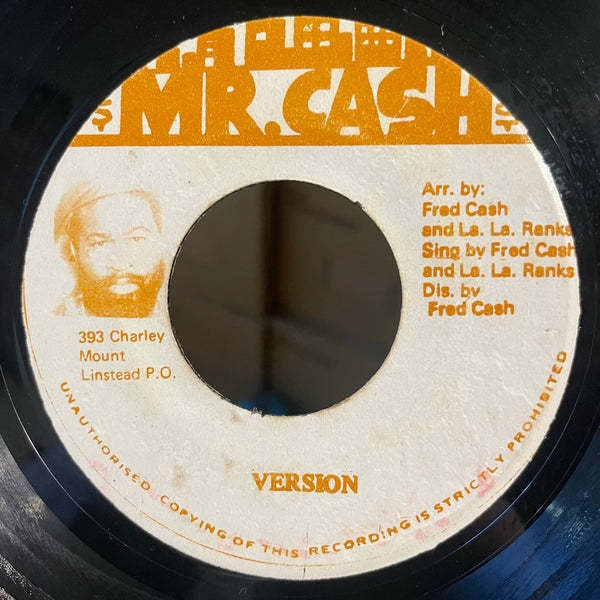 MR. CASH
Arr. by:
Fred Cash
and La. La. Ranks
Sing by Fred Cash
and La. La. Ranks
Dis. by
Fred Cash
393 Charley
Mount
Linstead P.O.
VERSION
UNAUTHORISED COPYING OF THIS RECORDING IS STRICTLY PROHIBITED